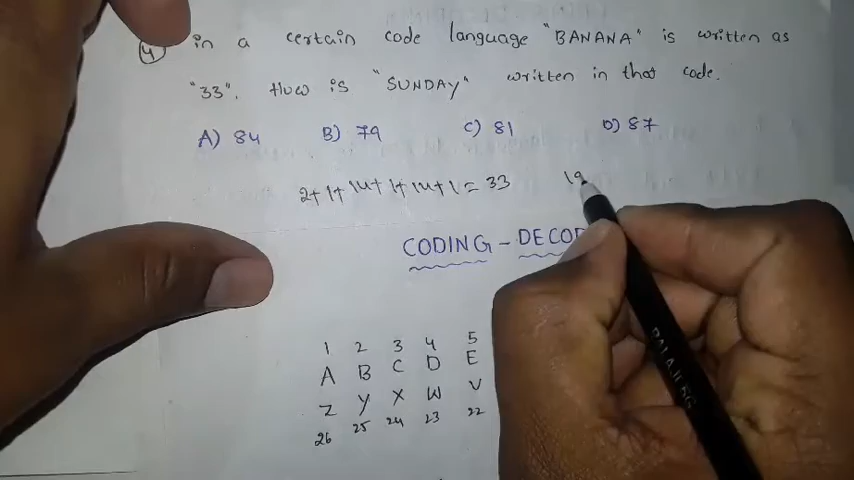 4) in a certain code language "BANANA" is written as
"33". How is "SUNDAY" written in that code.
A) 84 B) 79 C) 81 D) 87
2+1+14+1+14+1=33 19
CODING - DECOD
1 2 3 4 5
A B C D E
Z Y X W V
26 25 24 23 22